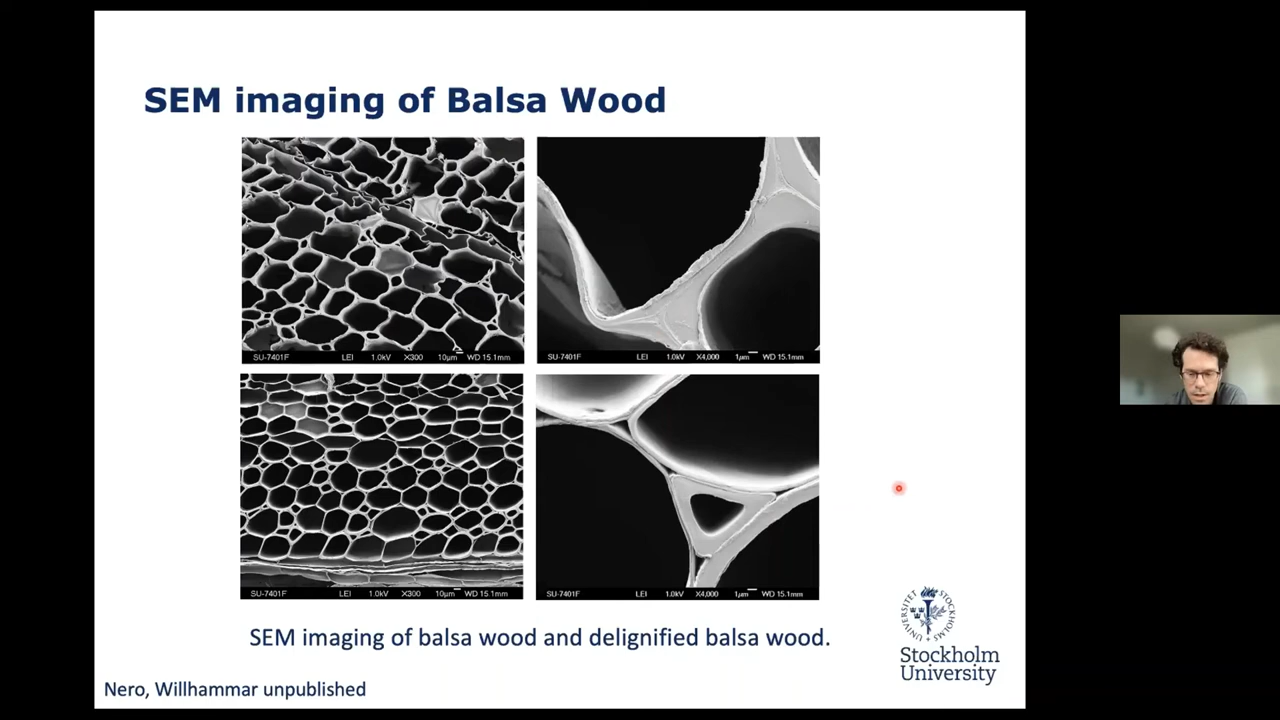 SEM imaging of Balsa Wood
SU-7401F LEI 1.0kV X300 10µm WD 15.1mm
SU-7401F LEI 1.0kV X4,000 1µm WD 15.1mm
SU-7401F LEI 1.0kV X300 10µm WD 15.1mm
SU-7401F LEI 1.0kV X4,000 1µm WD 15.1mm
SEM imaging of balsa wood and delignified balsa wood.
STOCKHOLMS UNIVERSITET
Stockholm
University
Nero, Willhammar unpublished